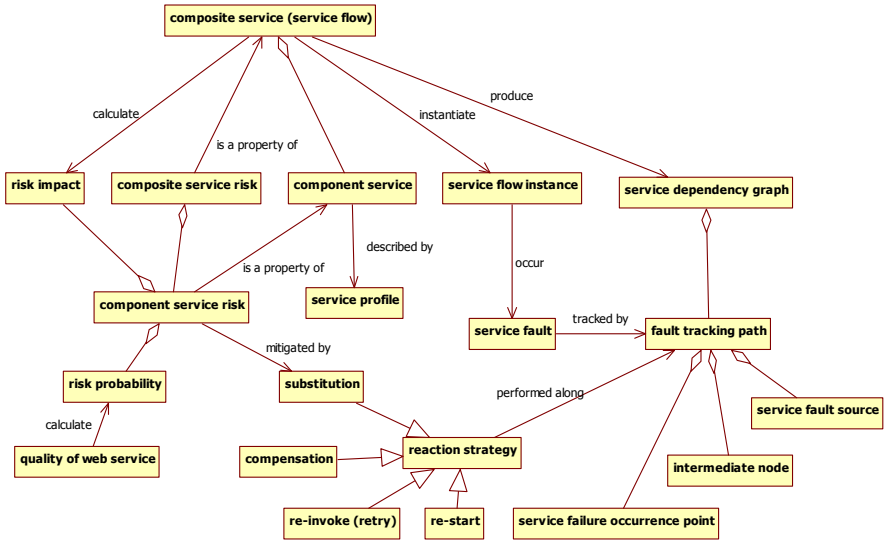 composite service (service flow)
produce
calculate
instantiate
is a property of
risk impact
composite service risk
component service
service flow instance
service dependency graph
described by
is a property of
occur
component service risk
service profile
tracked by
service fault
fault tracking path
mitigated by
risk probability
substitution
performed along
service fault source
calculate
quality of web service
compensation
reaction strategy
intermediate node
re-invoke (retry)
re-start
service failure occurrence point